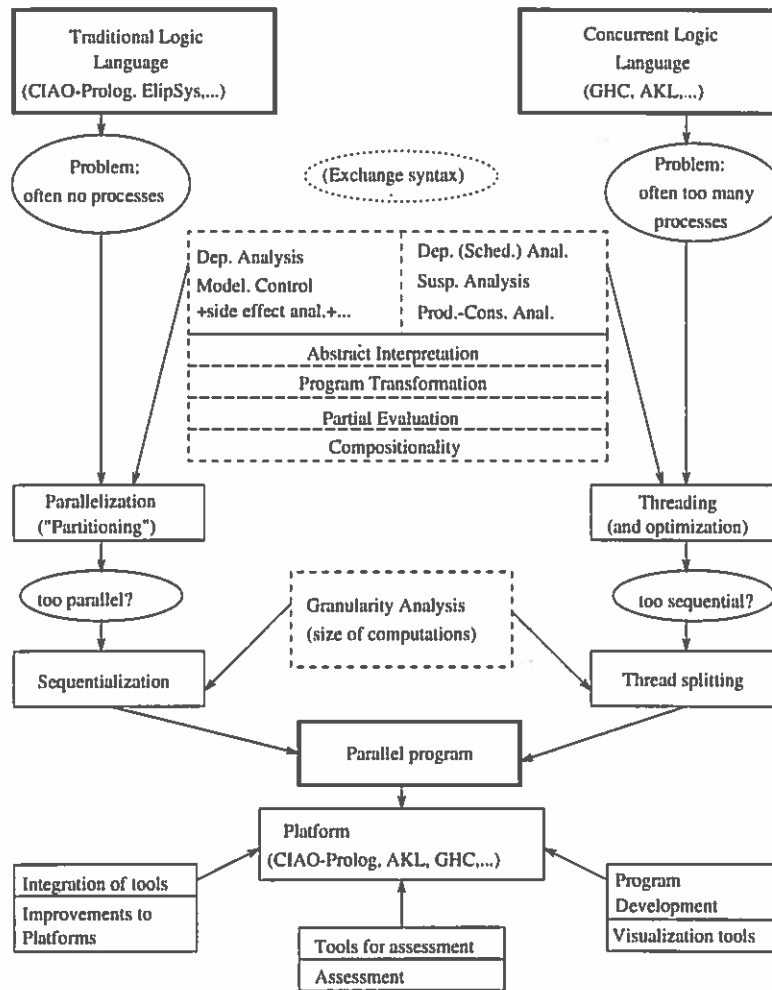 Traditional Logic
Language
(CIAO-Prolog. ElipSys,...)
Concurrent Logic
Language
(GHC, AKL,...)
Problem:
often no processes
(Exchange syntax)
Problem:
often too many
processes
Dep. Analysis
Model. Control
+side effect anal.+...
Dep. (Sched.) Anal.
Susp. Analysis
Prod.-Cons. Anal.
Abstract Interpretation
Program Transformation
Partial Evaluation
Compositionality
Parallelization
("Partitioning")
Threading
(and optimization)
too parallel?
Granularity Analysis
(size of computations)
too sequential?
Sequentialization
Thread splitting
Parallel program
Platform
(CIAO-Prolog, AKL, GHC,...)
Integration of tools
Improvements to
Platforms
Tools for assessment
Assessment
Program
Development
Visualization tools